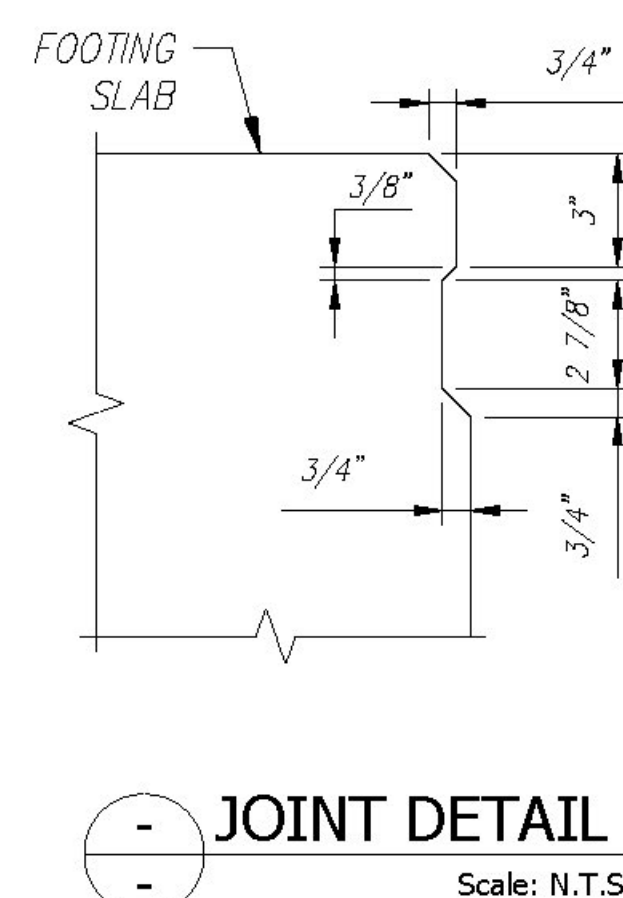 FOOTING
SLAB
3/4"
3/8"
3"
2 7/8"
3/4"
3/4"
- JOINT DETAIL
- Scale: N.T.S